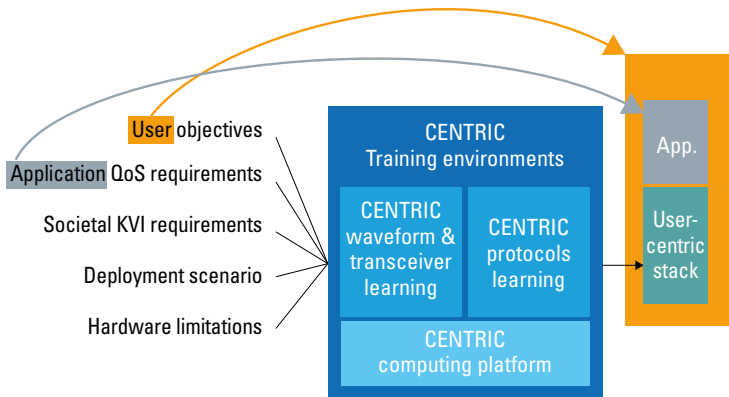 User objectives
Application QoS requirements
Societal KVI requirements
Deployment scenario
Hardware limitations
CENTRIC
Training environments
CENTRIC
waveform &
transceiver
learning
CENTRIC
protocols
learning
CENTRIC
computing platform
App.
User-
centric
stack